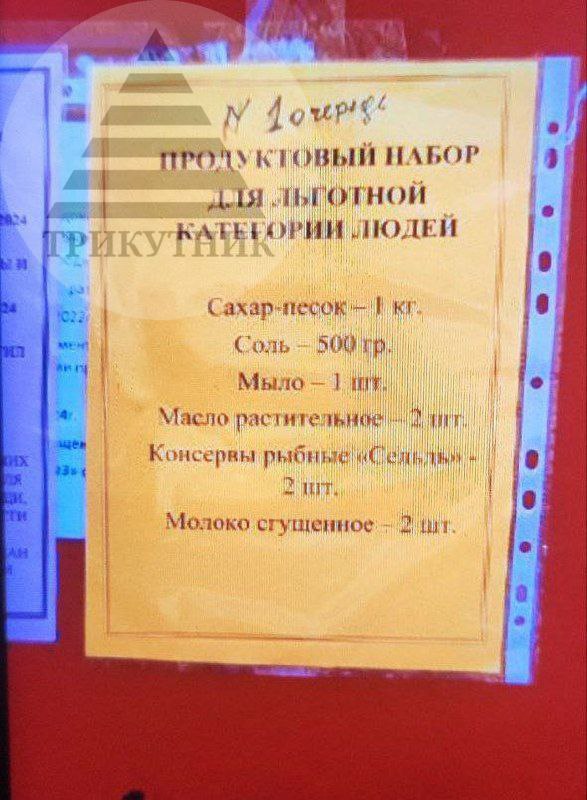 N 1 очередь
ПРОДУКТОВЫЙ НАБОР
ДЛЯ ЛЬГОТНОЙ
КАТЕГОРИИ ЛЮДЕЙ
ТРИКУТНИК
Сахар-песок – 1 кг.
Соль – 500 гр.
Мыло – 1 шт.
Масло растительное – 2 шт.
Консервы рыбные «Сельдь» -
2 шт.
Молоко сгущенное – 2 шт.